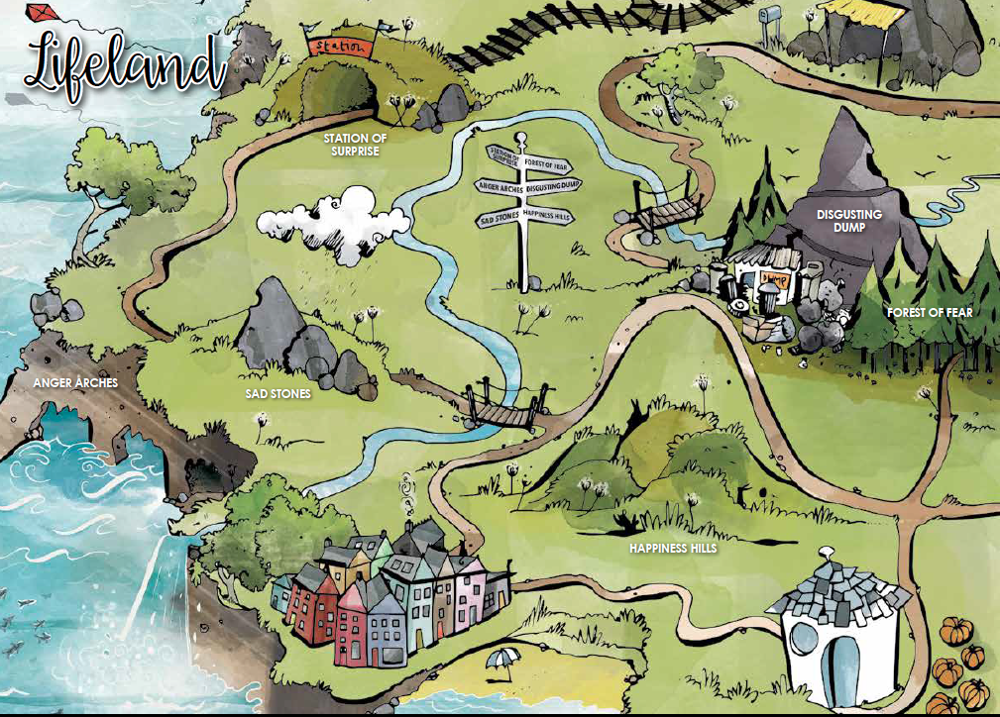 Lifeland
station
STATION OF
SURPRISE
STATION OF
SURPRISE
FOREST OF FEAR
ANGER ARCHES
DISGUSTING DUMP
SAD STONES
HAPPINESS HILLS
DISGUSTING
DUMP
DUMP
FOREST OF FEAR
ANGER ARCHES
SAD STONES
HAPPINESS HILLS